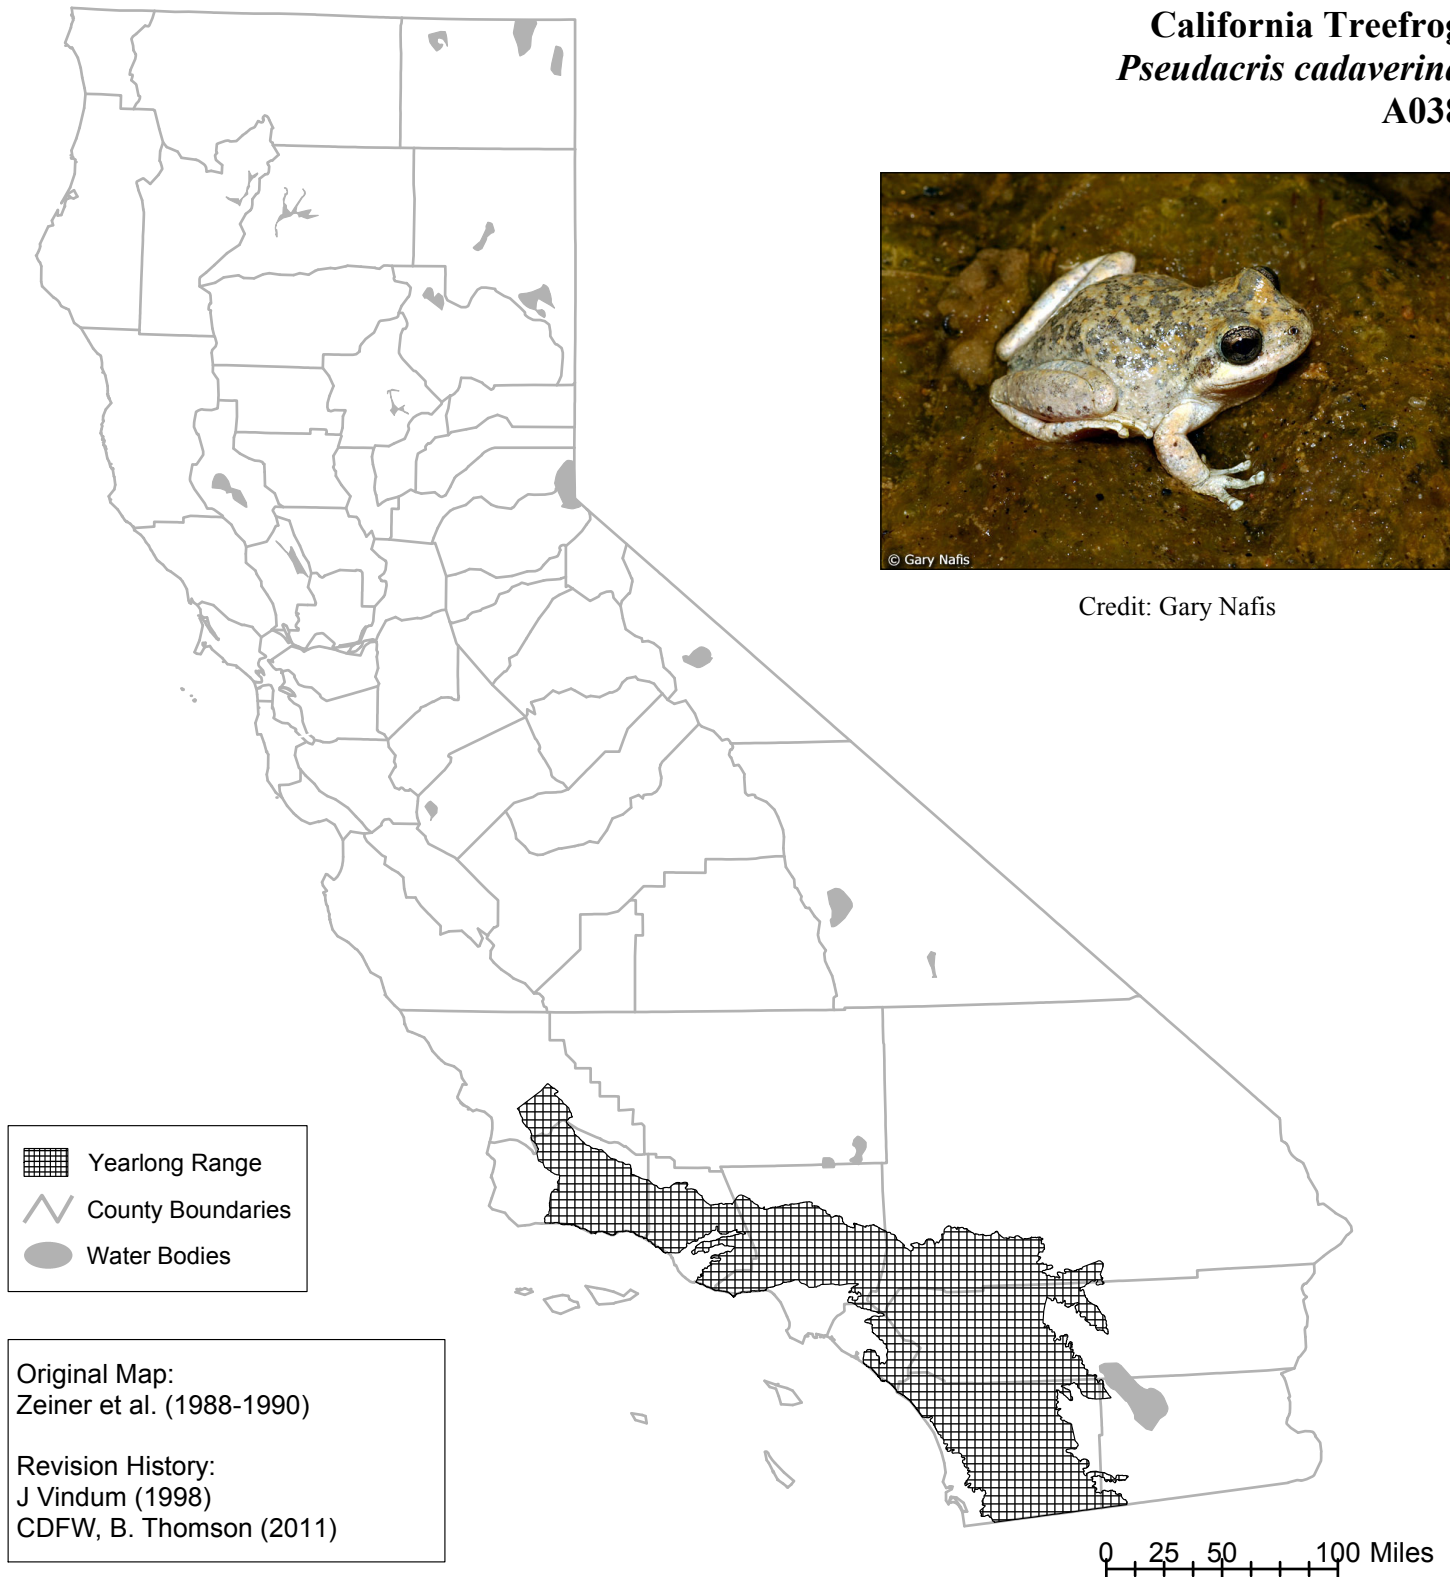 California Treefrog
Pseudacris cadaverina
A038
© Gary Nafis
Credit: Gary Nafis
Yearlong Range
County Boundaries
Water Bodies
Original Map:
Zeiner et al. (1988-1990)
Revision History:
J Vindum (1998)
CDFW, B. Thomson (2011)
0 25 50 100 Miles